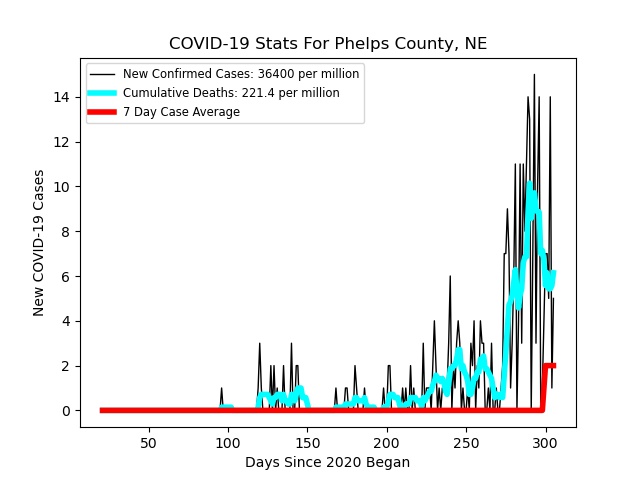 COVID-19 Stats For Phelps County, NE
New Confirmed Cases: 36400 per million
Cumulative Deaths: 221.4 per million
7 Day Case Average
New COVID-19 Cases
14
12
10
8
6
4
2
0
50 100 150 200 250 300
Days Since 2020 Began